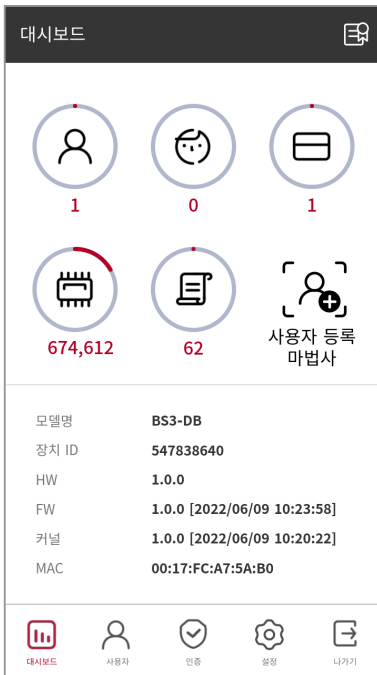 대시보드
1
0
1
674,612
62
사용자 등록
마법사
모델명 BS3-DB
장치 ID 547838640
HW 1.0.0
FW 1.0.0 [2022/06/09 10:23:58]
커널 1.0.0 [2022/06/09 10:20:22]
MAC 00:17:FC:A7:5A:B0
대시보드
사용자
인증
설정
나가기